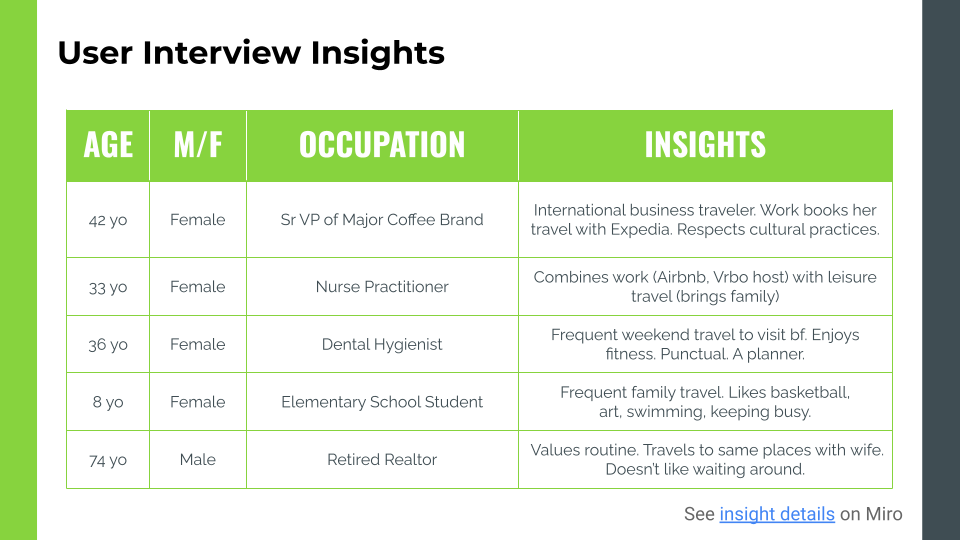 User Interview Insights
AGE M/F OCCUPATION INSIGHTS
42 yo Female Sr VP of Major Coffee Brand International business traveler. Work books her
travel with Expedia. Respects cultural practices.
33 yo Female Nurse Practitioner Combines work (Airbnb, Vrbo host) with leisure
travel (brings family)
36 yo Female Dental Hygienist Frequent weekend travel to visit bf. Enjoys
fitness. Punctual. A planner.
8 yo Female Elementary School Student Frequent family travel. Likes basketball,
art, swimming, keeping busy.
74 yo Male Retired Realtor Values routine. Travels to same places with wife.
Doesn't like waiting around.
See insight details on Miro